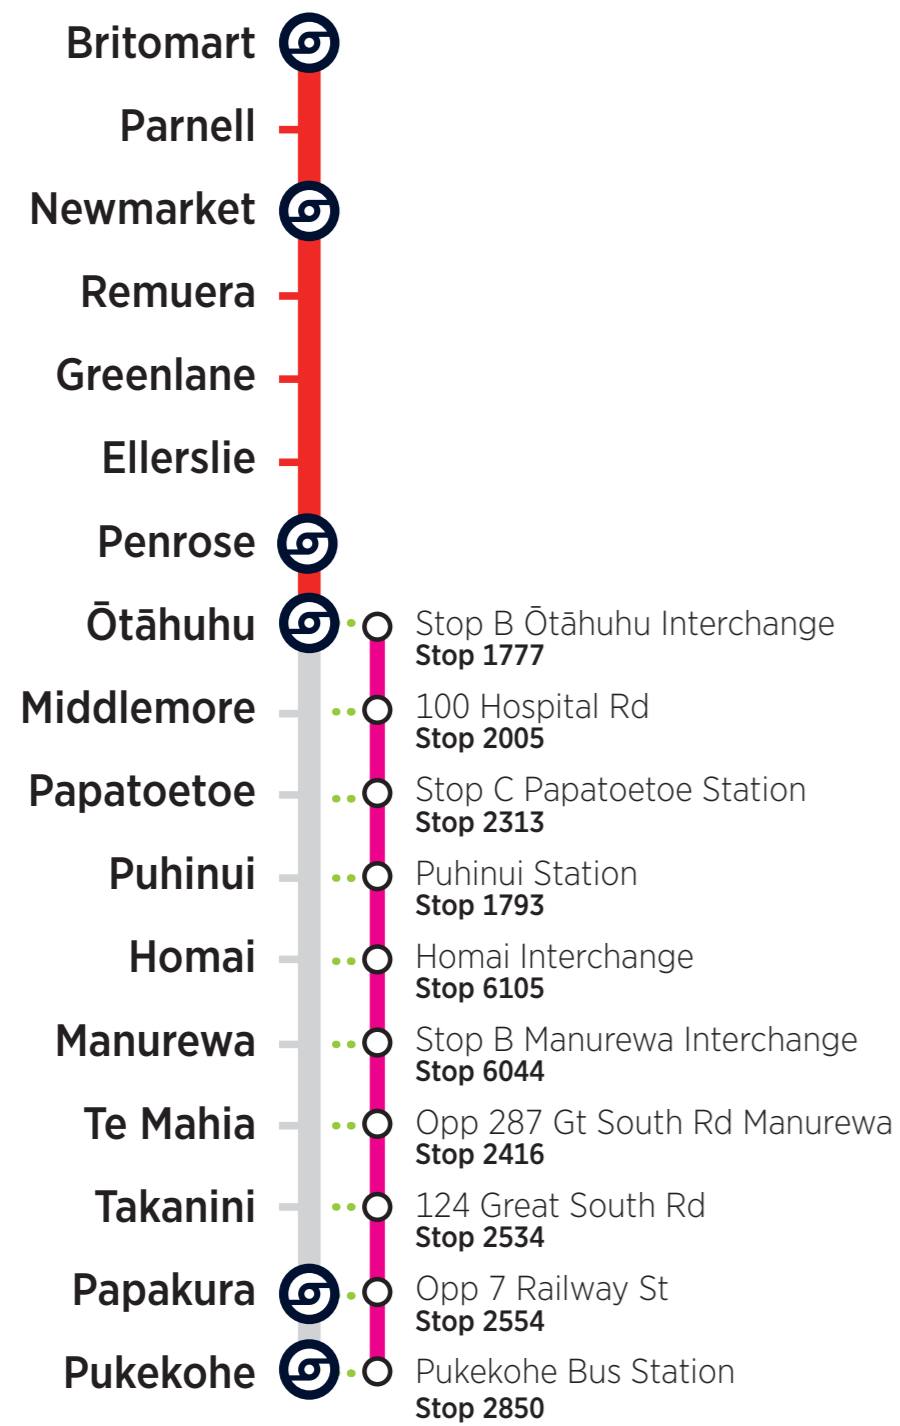 Britomart
Parnell
Newmarket
Remuera
Greenlane
Ellerslie
Penrose
Ōtāhuhu
Stop B Ōtāhuhu Interchange
Stop 1777
Middlemore
100 Hospital Rd
Stop 2005
Papatoetoe
Stop C Papatoetoe Station
Stop 2313
Puhinui
Puhinui Station
Stop 1793
Homai
Homai Interchange
Stop 6105
Manurewa
Stop B Manurewa Interchange
Stop 6044
Te Mahia
Opp 287 Gt South Rd Manurewa
Stop 2416
Takanini
124 Great South Rd
Stop 2534
Papakura
Opp 7 Railway St
Stop 2554
Pukekohe
Pukekohe Bus Station
Stop 2850